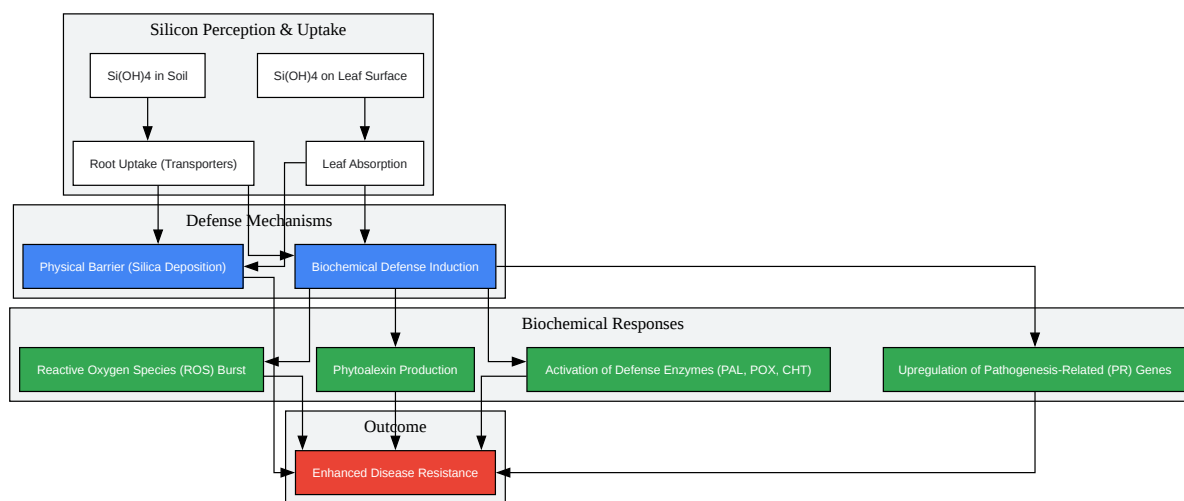 Silicon Perception & Uptake
Si(OH)4 in Soil
Si(OH)4 on Leaf Surface
Root Uptake (Transporters)
Leaf Absorption
Defense Mechanisms
Physical Barrier (Silica Deposition)
Biochemical Defense Induction
Biochemical Responses
Reactive Oxygen Species (ROS) Burst
Phytoalexin Production
Activation of Defense Enzymes (PAL, POX, CHT)
Upregulation of Pathogenesis-Related (PR) Genes
Outcome
Enhanced Disease Resistance